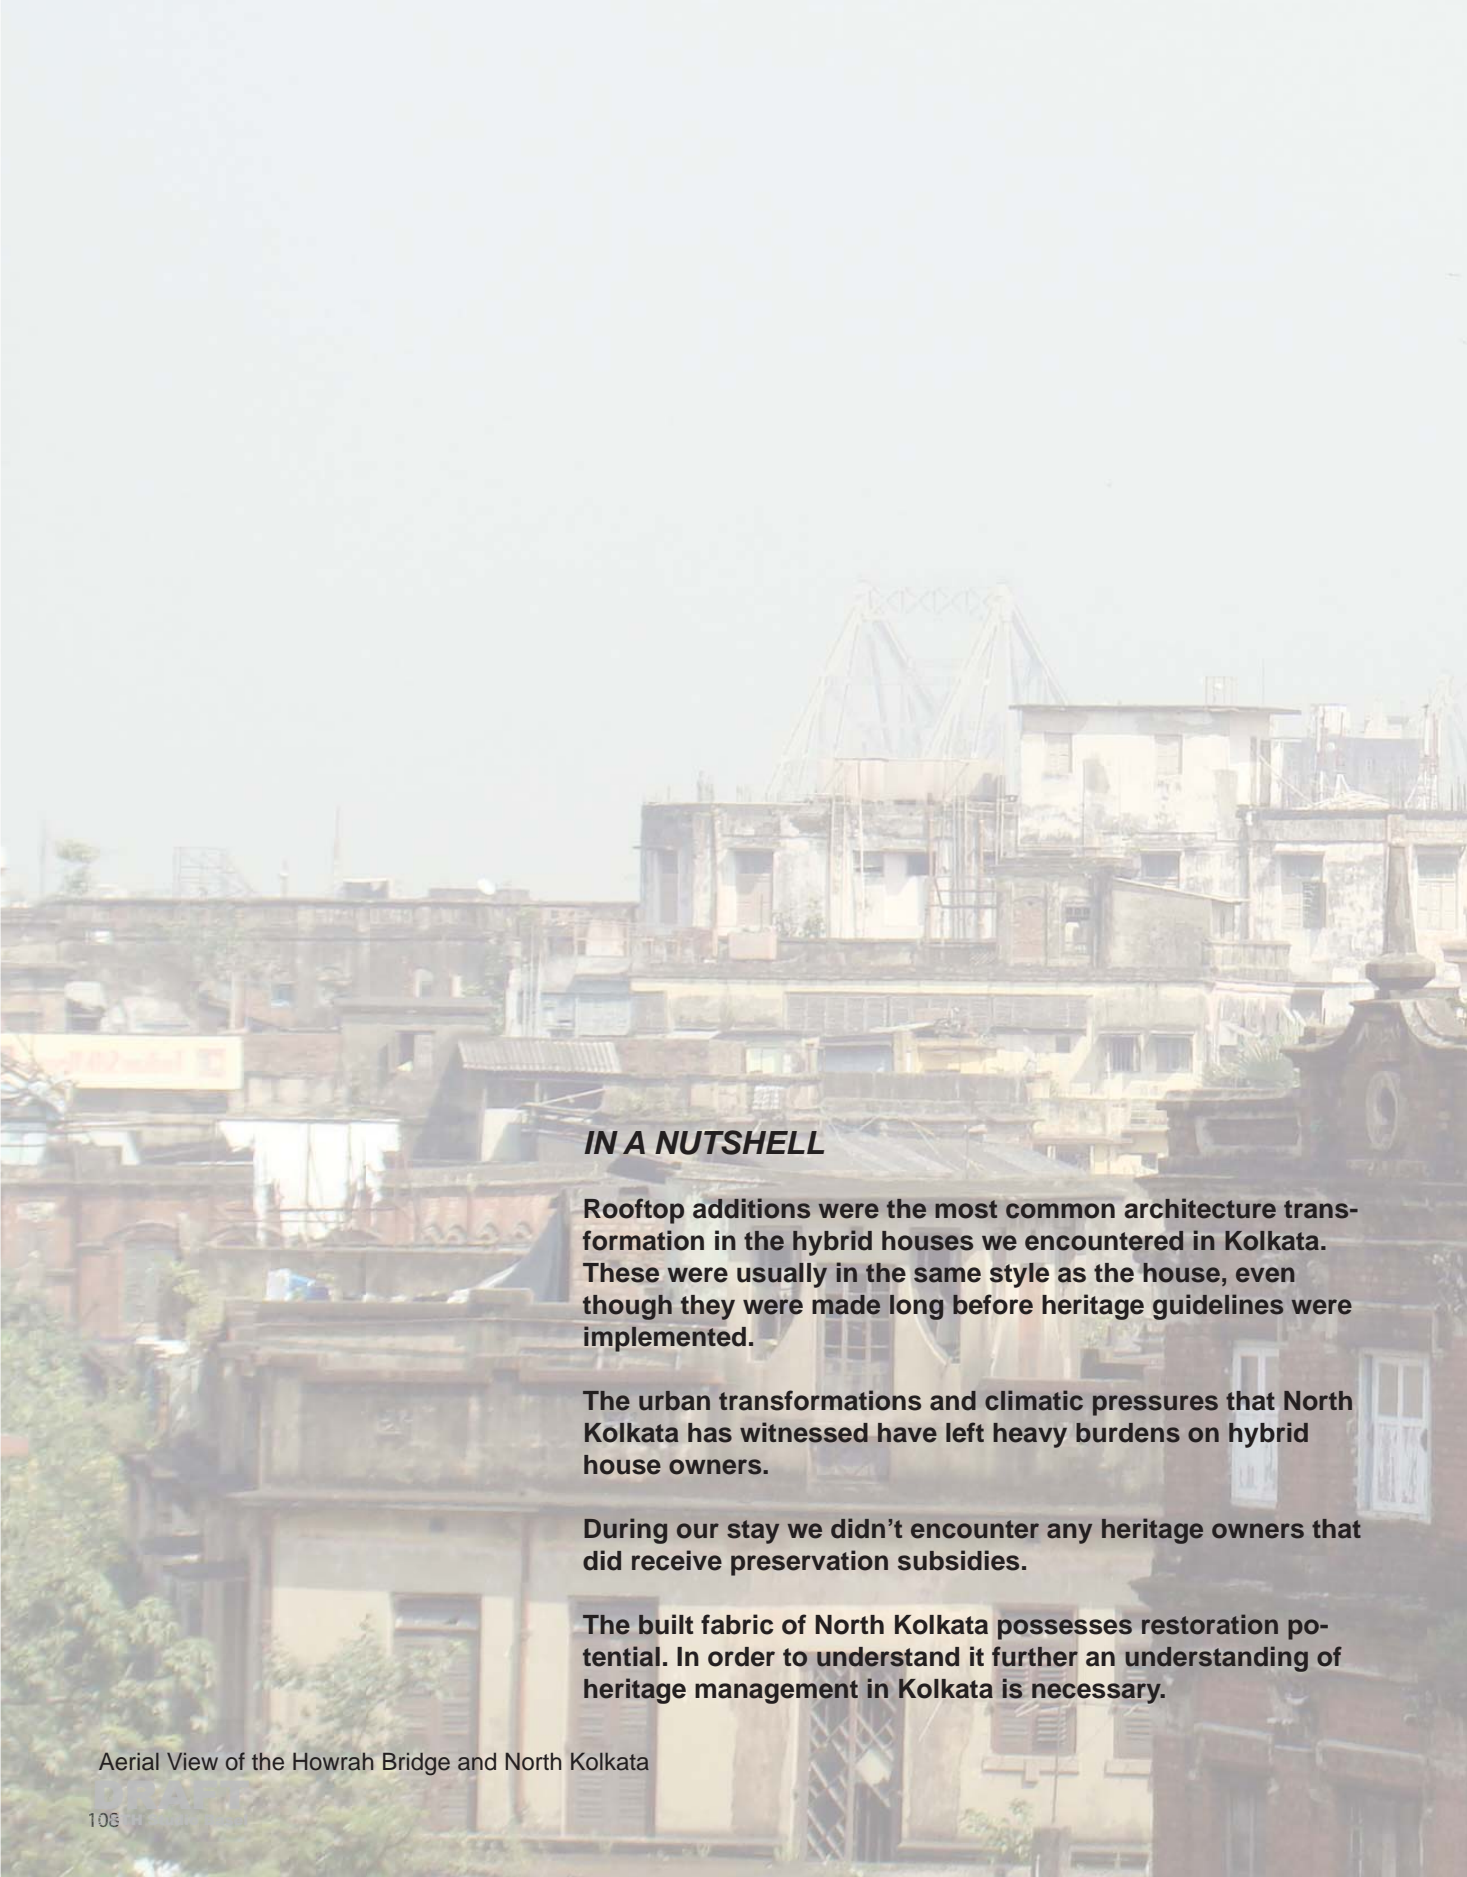 IN A NUTSHELL
Rooftop additions were the most common architecture trans-
formation in the hybrid houses we encountered in Kolkata.
These were usually in the same style as the house, even
though they were made long before heritage guidelines were
implemented.
The urban transformations and climatic pressures that North
Kolkata has witnessed have left heavy burdens on hybrid
house owners.
During our stay we didn’t encounter any heritage owners that
did receive preservation subsidies.
The built fabric of North Kolkata possesses restoration po-
tential. In order to understand it further an understanding of
heritage management in Kolkata is necessary.
Aerial View of the Howrah Bridge and North Kolkata
DRAFT
108